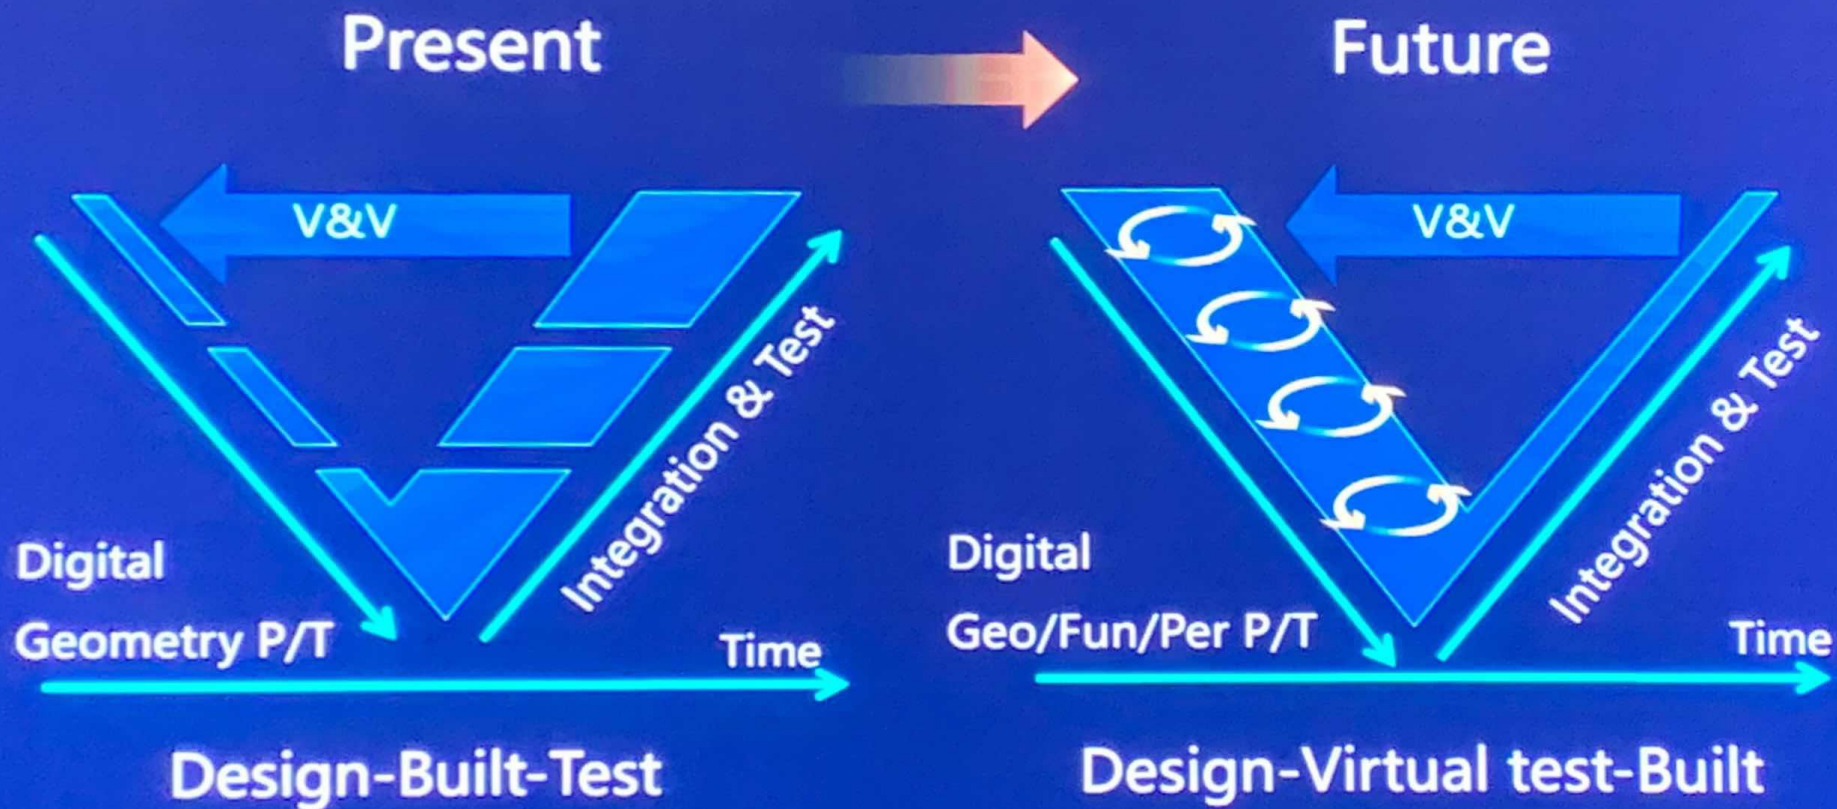 Present
Future
V&V
V&V
Integration & Test
Integration & Test
Digital
Geometry P/T
Time
Digital
Geo/Fun/Per P/T
Time
Design-Built-Test
Design-Virtual test-Built